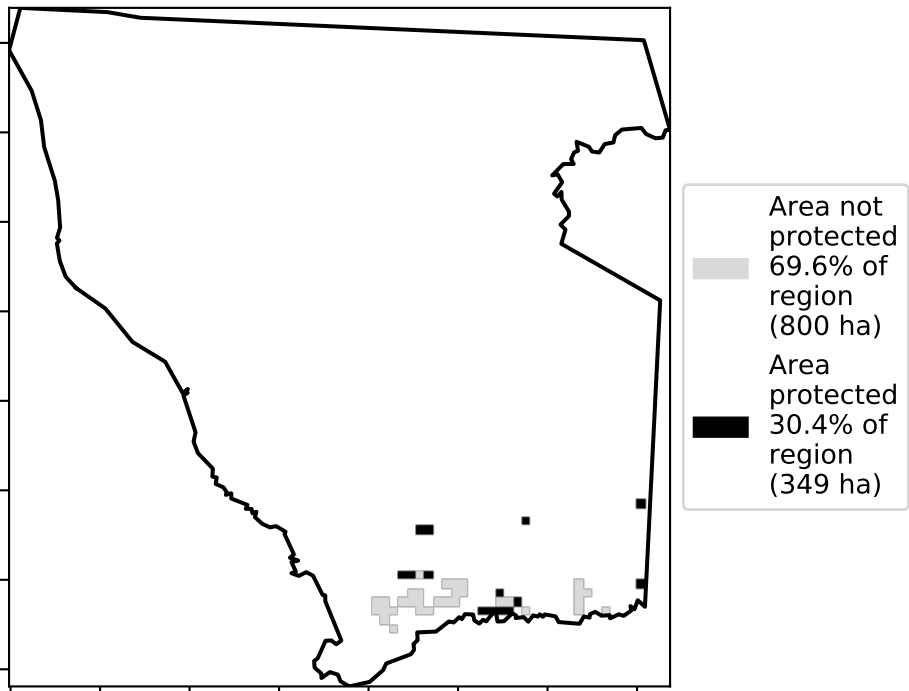 Area not
protected
69.6% of
region
(800 ha)
Area
protected
30.4% of
region
(349 ha)